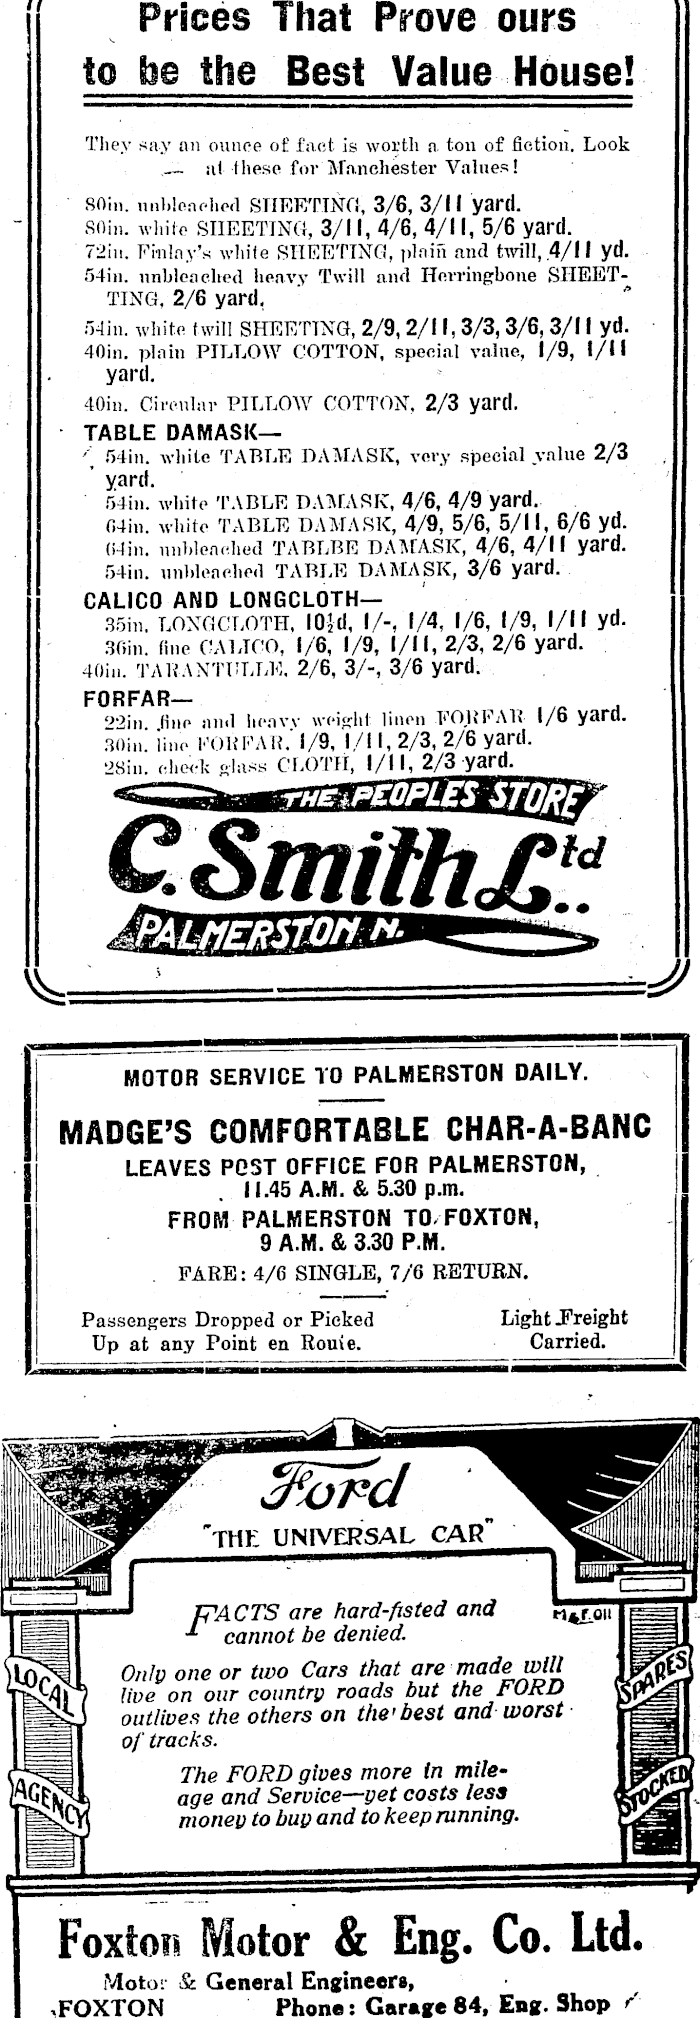 Prices That Prove ours
to be the Best Value House!
They say an ounce of fact is worth a ton of fiction. Look
— at these for Manchester Values!
80in. unbleached SHEETING, 3/6, 3/11 yard.
80in. white SHEETING, 3/11, 4/6, 4/11, 5/6 yard.
72in. Finlay's white SHEETING, plain and twill, 4/11 yd.
54in. unbleached heavy Twill and Herringbone SHEET-
TING, 2/6 yard.
54in. white twill SHEETING, 2/9, 2/11, 3/3, 3/6, 3/11 yd.
40in. plain PILLOW COTTON, special value, 1/9, 1/11
yard.
40in. Circular PILLOW COTTON, 2/3 yard.
TABLE DAMASK—
54in. white TABLE DAMASK, very special value 2/3
yard.
54in. white TABLE DAMASK, 4/6, 4/9 yard.
64in. white TABLE DAMASK, 4/9, 5/6, 5/11, 6/6 yd.
64in. unbleached TABLBE DAMASK, 4/6, 4/11 yard.
54in. unbleached TABLE DAMASK, 3/6 yard.
CALICO AND LONGCLOTH—
35in. LONGCLOTH, 10½d, 1/-, 1/4, 1/6, 1/9, 1/11 yd.
36in. fine CALICO, 1/6, 1/9, 1/11, 2/3, 2/6 yard.
40in. TARANTULLE, 2/6, 3/-, 3/6 yard.
FORFAR—
22in. fine and heavy weight linen FORFAR 1/6 yard.
30in. line FORFAR, 1/9, 1/11, 2/3, 2/6 yard.
28in. check glass CLOTH, 1/11, 2/3 yard.
THE PEOPLES STORE
C. Smith Ltd..
PALMERSTON N.
MOTOR SERVICE TO PALMERSTON DAILY.
MADGE'S COMFORTABLE CHAR-A-BANC
LEAVES POST OFFICE FOR PALMERSTON,
11.45 A.M. & 5.30 p.m.
FROM PALMERSTON TO FOXTON,
9 A.M. & 3.30 P.M.
FARE: 4/6 SINGLE, 7/6 RETURN.
Passengers Dropped or Picked
Up at any Point en Route.
Light Freight
Carried.
Ford
"THE UNIVERSAL CAR"
FACTS are hard-fisted and
cannot be denied.
Only one or two Cars that are made will
live on our country roads but the FORD
outlives the others on the best and worst
of tracks.
The FORD gives more in mile-
age and Service—yet costs less
money to buy and to keep running.
LOCAL
AGENCY
SPARES
STOCKED
Foxton Motor & Eng. Co. Ltd.
Motor & General Engineers,
FOXTON Phone: Garage 84, Eng. Shop